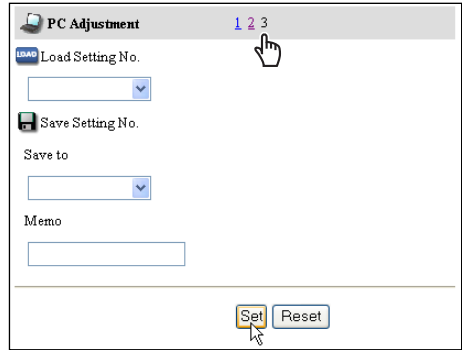 PC Adjustment 1 2 3
LOAD Load Setting No.
Save Setting No.
Save to
Memo
Set Reset